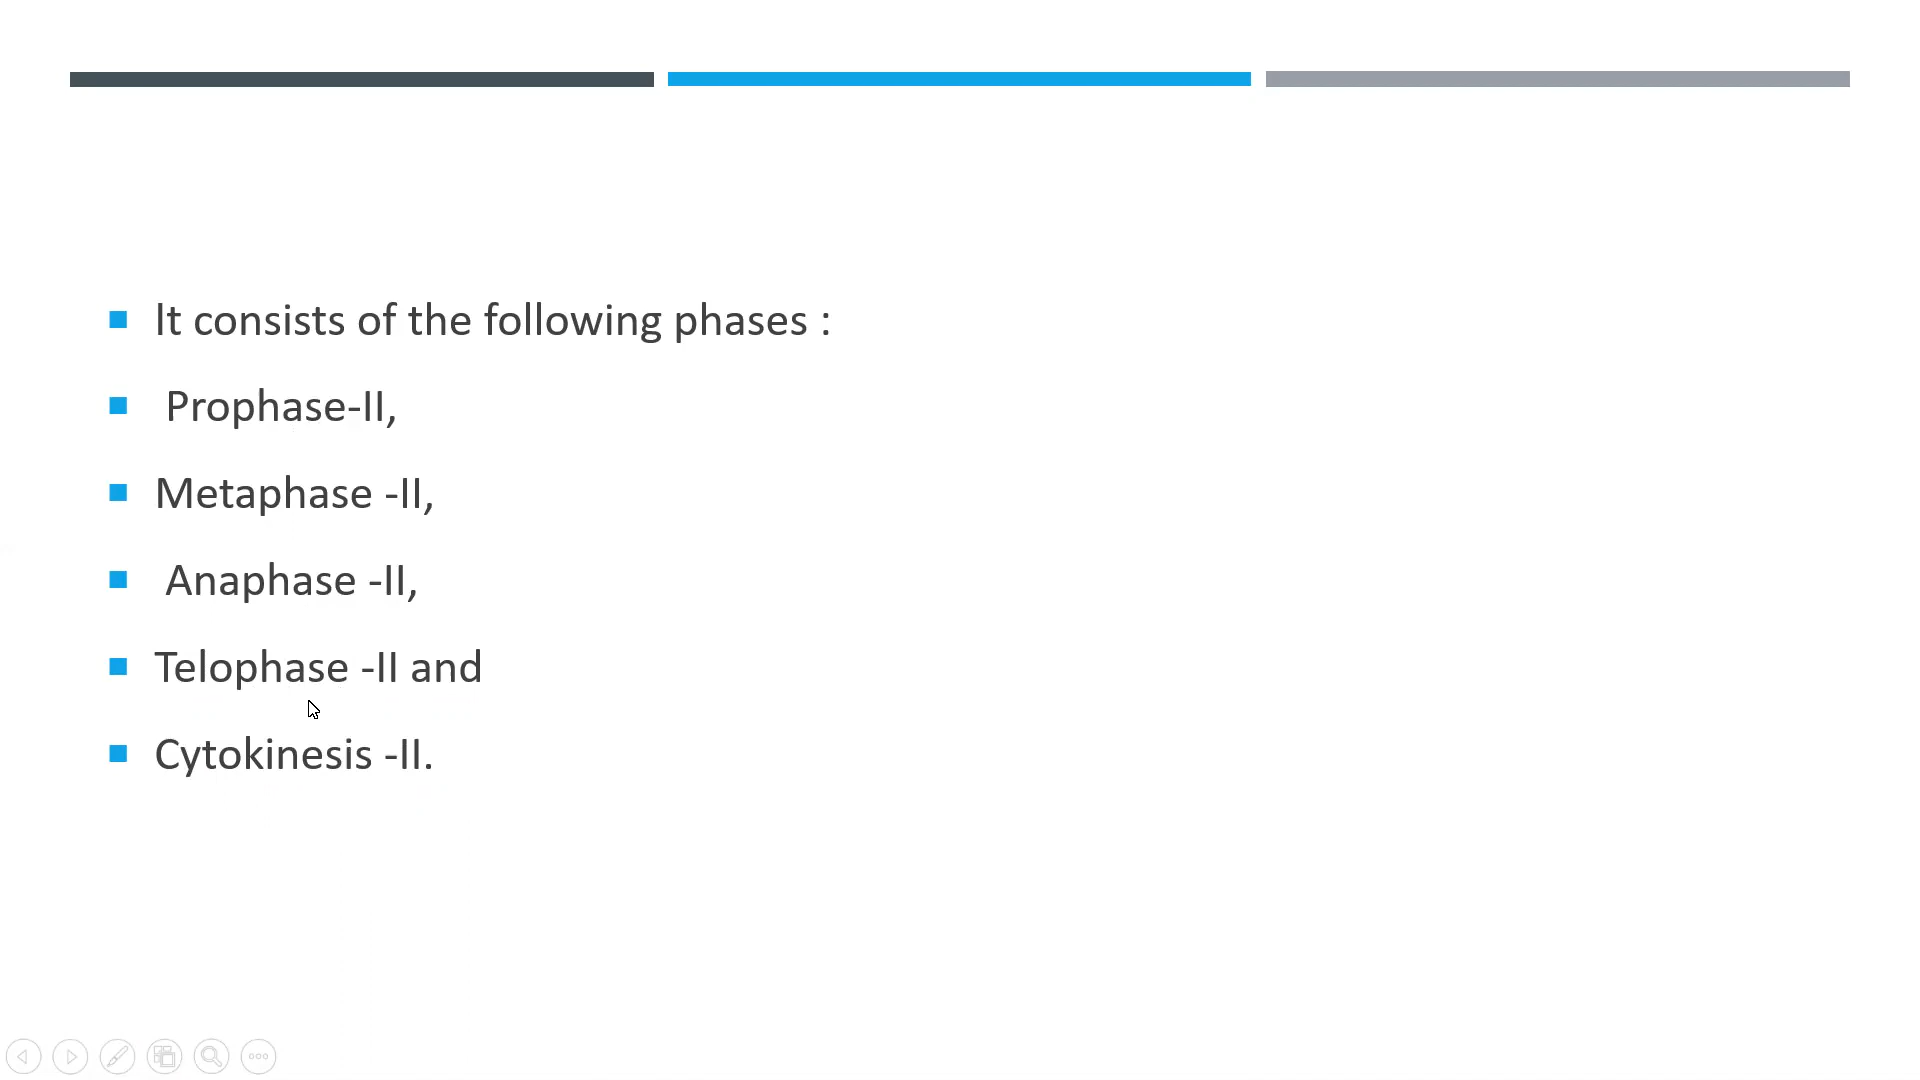 It consists of the following phases :
Prophase-II,
Metaphase -II,
Anaphase -II,
Telophase -II and
Cytokinesis -II.